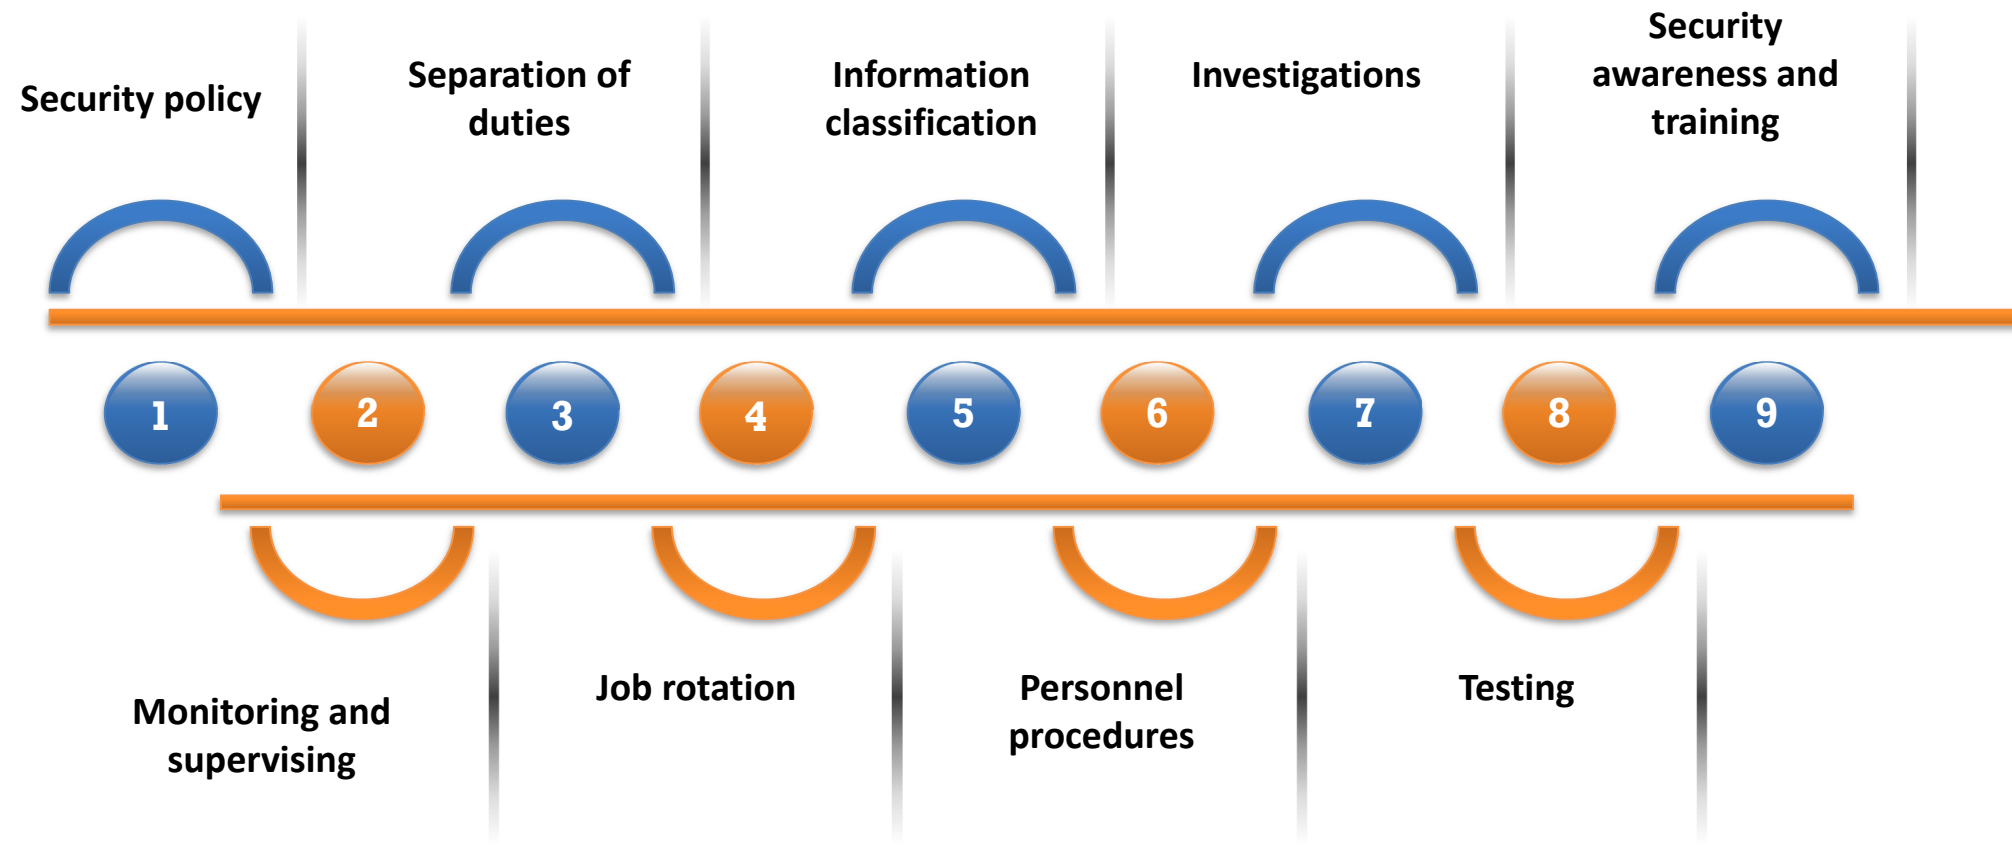 Security policy
Separation of
duties
Information
classification
Investigations
Security
awareness and
training
1
2
3
4
5
6
7
8
9
Monitoring and
supervising
Job rotation
Personnel
procedures
Testing